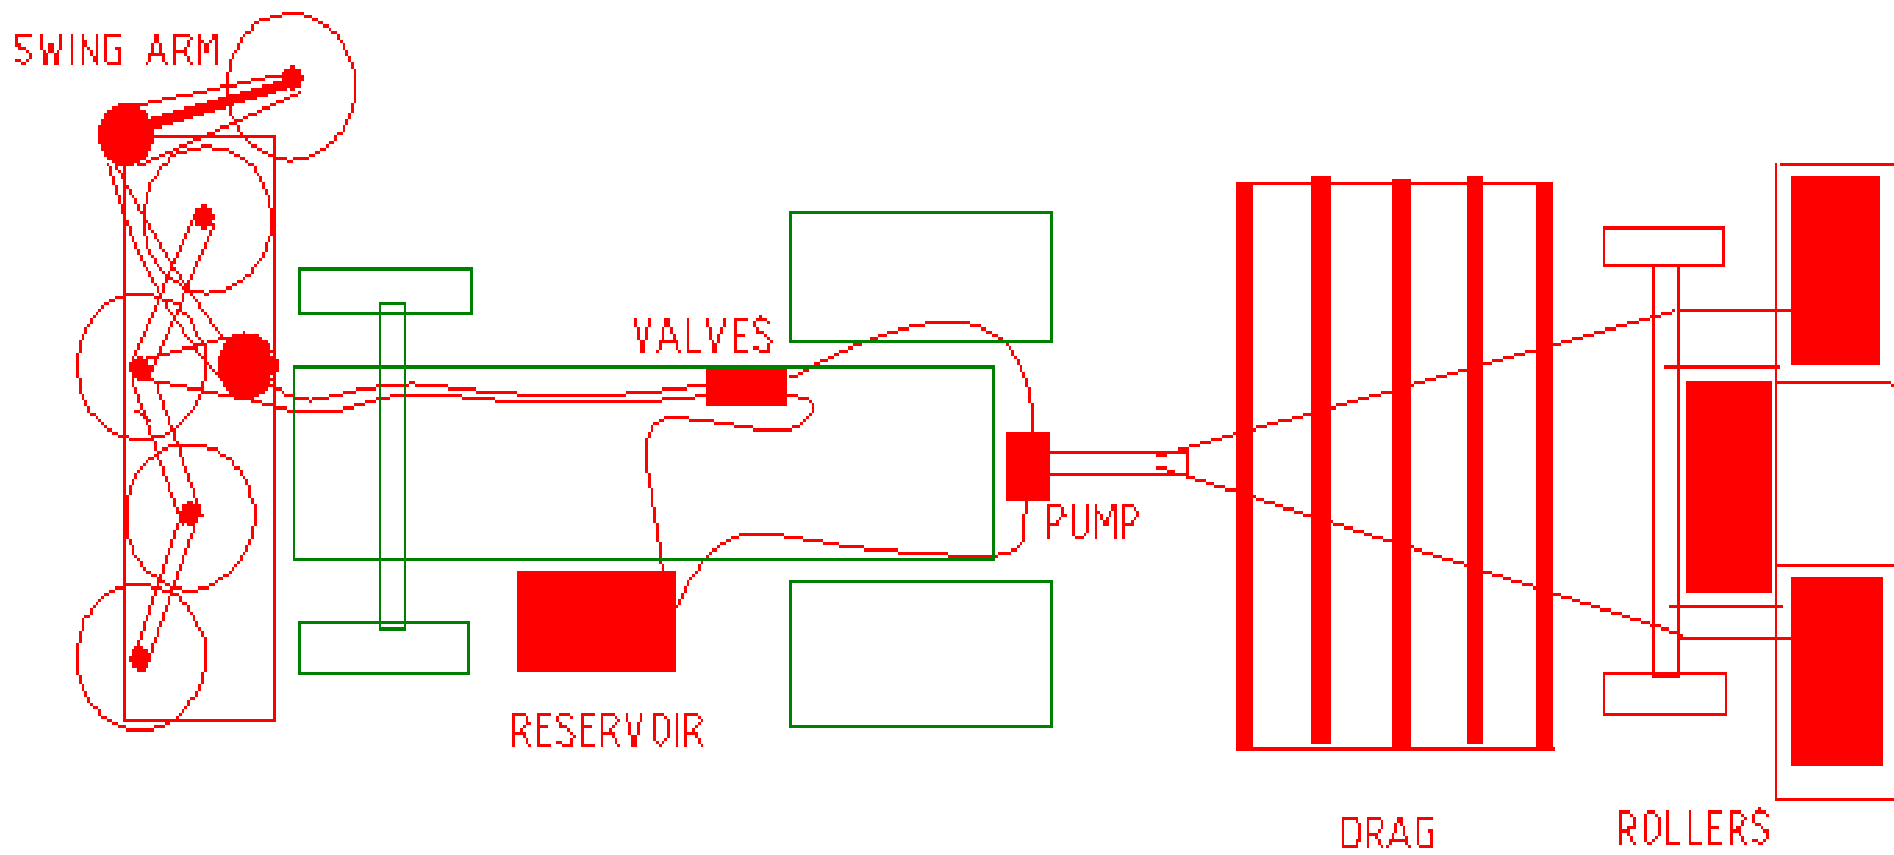 SWING ARM
VALVES
PUMP
RESERVOIR
DRAG
ROLLERS